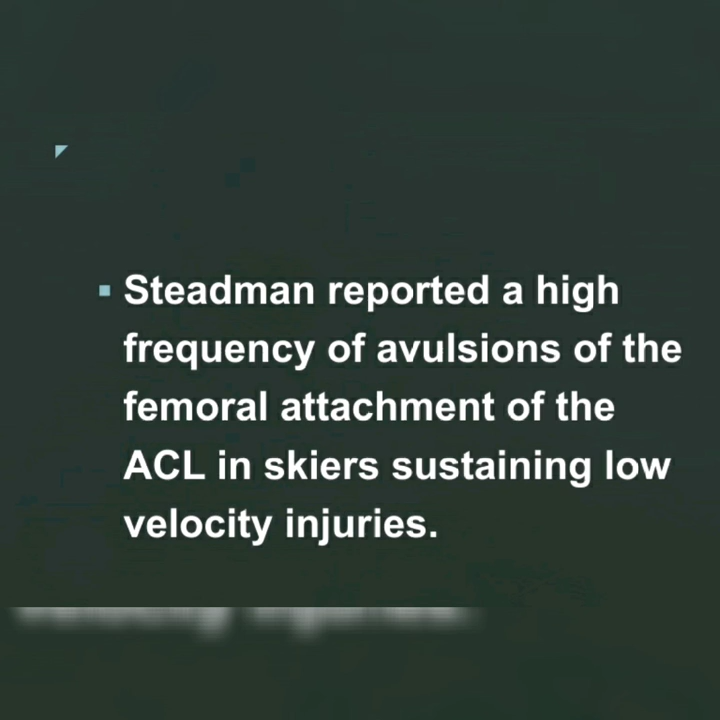 Steadman reported a high
frequency of avulsions of the
femoral attachment of the
ACL in skiers sustaining low
velocity injuries.